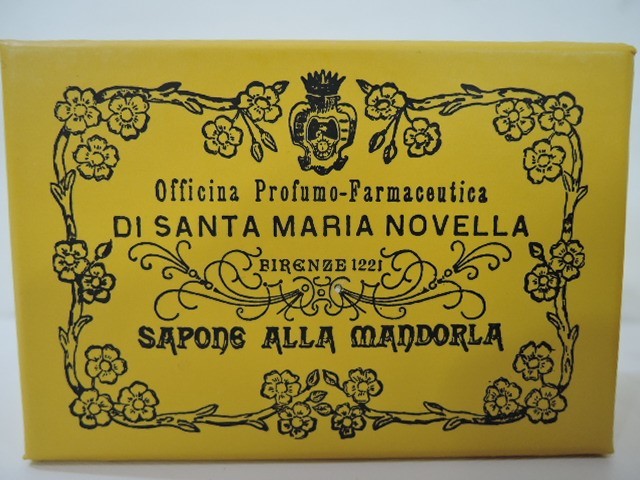 Officina Profumo-Farmaceutica
DI SANTA MARIA NOVELLA
FIRENZE 1221
SAPONE ALLA MANDORLA